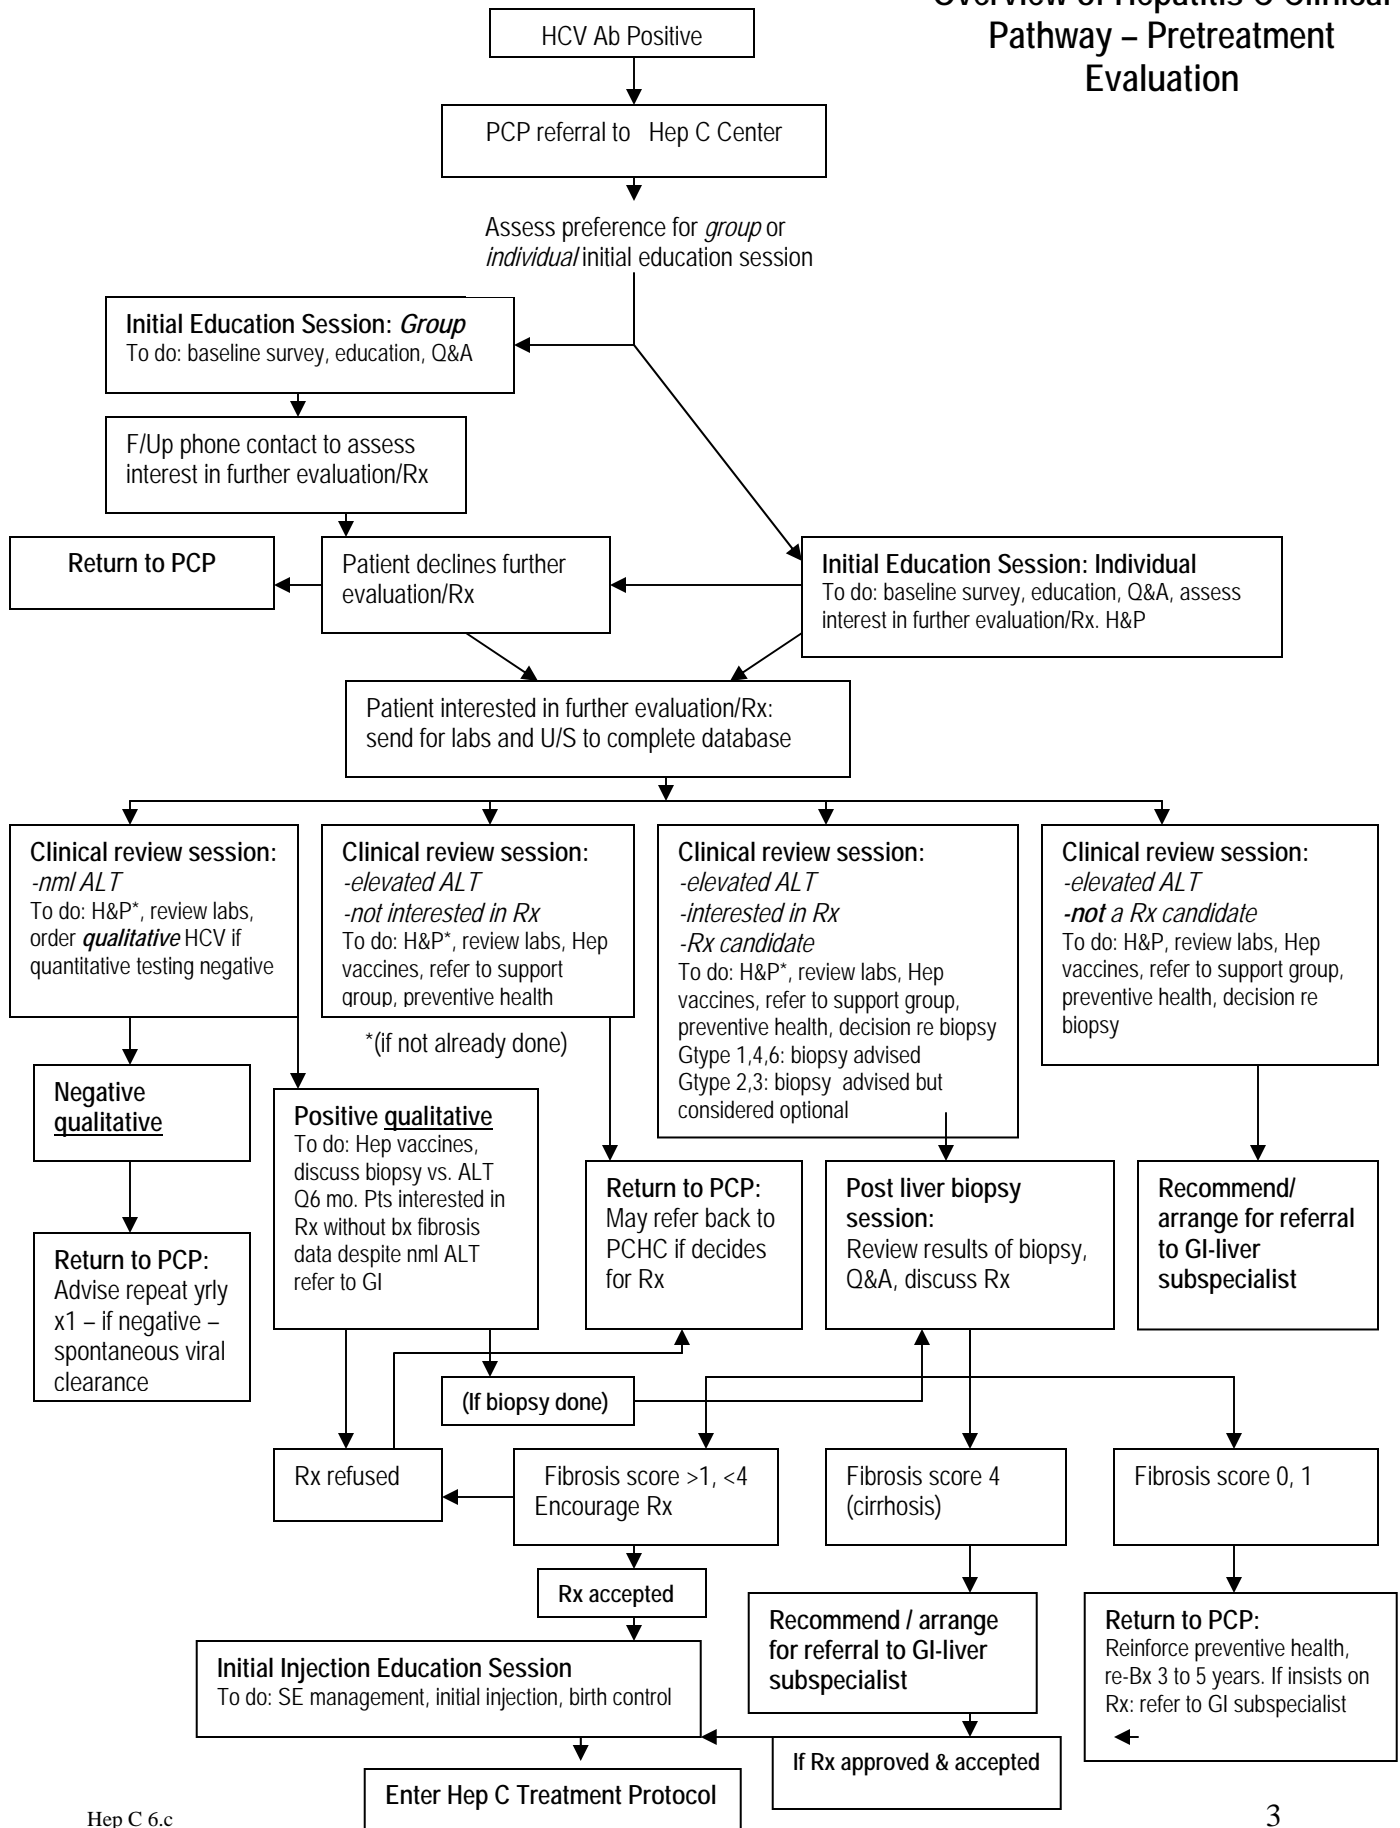 Overview of Hepatitis C Clinical
Pathway – Pretreatment
Evaluation
HCV Ab Positive
PCP referral to Hep C Center
Assess preference for group or
individual initial education session
Initial Education Session: Group
To do: baseline survey, education, Q&A
F/Up phone contact to assess
interest in further evaluation/Rx
Return to PCP
Patient declines further
evaluation/Rx
Initial Education Session: Individual
To do: baseline survey, education, Q&A, assess
interest in further evaluation/Rx. H&P
Patient interested in further evaluation/Rx:
send for labs and U/S to complete database
Clinical review session:
-nml ALT
To do: H&P*, review labs,
order qualitative HCV if
quantitative testing negative
Clinical review session:
-elevated ALT
-not interested in Rx
To do: H&P*, review labs, Hep
vaccines, refer to support
group, preventive health
*(if not already done)
Clinical review session:
-elevated ALT
-interested in Rx
-Rx candidate
To do: H&P*, review labs, Hep
vaccines, refer to support group,
preventive health, decision re biopsy
Gtype 1,4,6: biopsy advised
Gtype 2,3: biopsy advised but
considered optional
Clinical review session:
-elevated ALT
-not a Rx candidate
To do: H&P, review labs, Hep
vaccines, refer to support group,
preventive health, decision re
biopsy
Negative
qualitative
Positive qualitative
To do: Hep vaccines,
discuss biopsy vs. ALT
Q6 mo. Pts interested in
Rx without bx fibrosis
data despite nml ALT
refer to GI
Return to PCP:
May refer back to
PCHC if decides
for Rx
Post liver biopsy
session:
Review results of biopsy,
Q&A, discuss Rx
Recommend/
arrange for referral
to GI-liver
subspecialist
Return to PCP:
Advise repeat yrly
x1 – if negative –
spontaneous viral
clearance
(If biopsy done)
Rx refused
Fibrosis score >1, <4
Encourage Rx
Fibrosis score 4
(cirrhosis)
Fibrosis score 0, 1
Rx accepted
Recommend / arrange
for referral to GI-liver
subspecialist
Return to PCP:
Reinforce preventive health,
re-Bx 3 to 5 years. If insists on
Rx: refer to GI subspecialist
Initial Injection Education Session
To do: SE management, initial injection, birth control
If Rx approved & accepted
Enter Hep C Treatment Protocol
Hep C 6.c
3